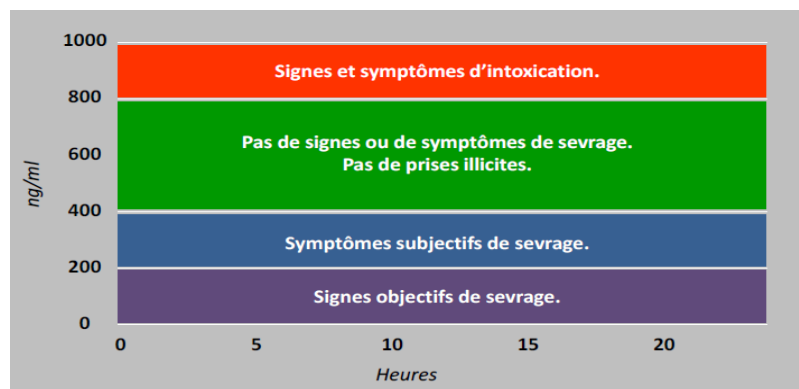 1000
Signes et symptômes d’intoxication.
800
Pas de signes ou de symptômes de sevrage.
600
Pas de prises illicites.
ng/ml
400
Symptômes subjectifs de sevrage.
200
Signes objectifs de sevrage.
0
0 5 10 15 20
Heures